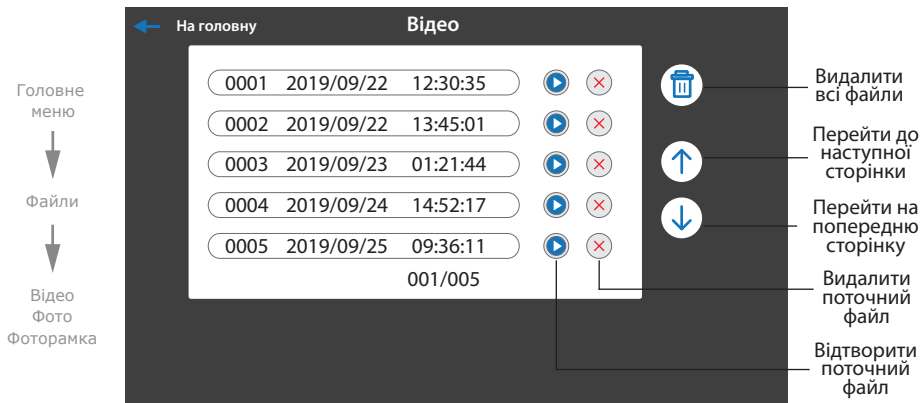 На головну
Відео
0001 2019/09/22 12:30:35
0002 2019/09/22 13:45:01
0003 2019/09/23 01:21:44
0004 2019/09/24 14:52:17
0005 2019/09/25 09:36:11
001/005
Головне
меню
Файли
Відео
Фото
Фоторамка
Видалити
всі файли
Перейти до
наступної
сторінки
Перейти на
попередню
сторінку
Видалити
поточний
файл
Відтворити
поточний
файл